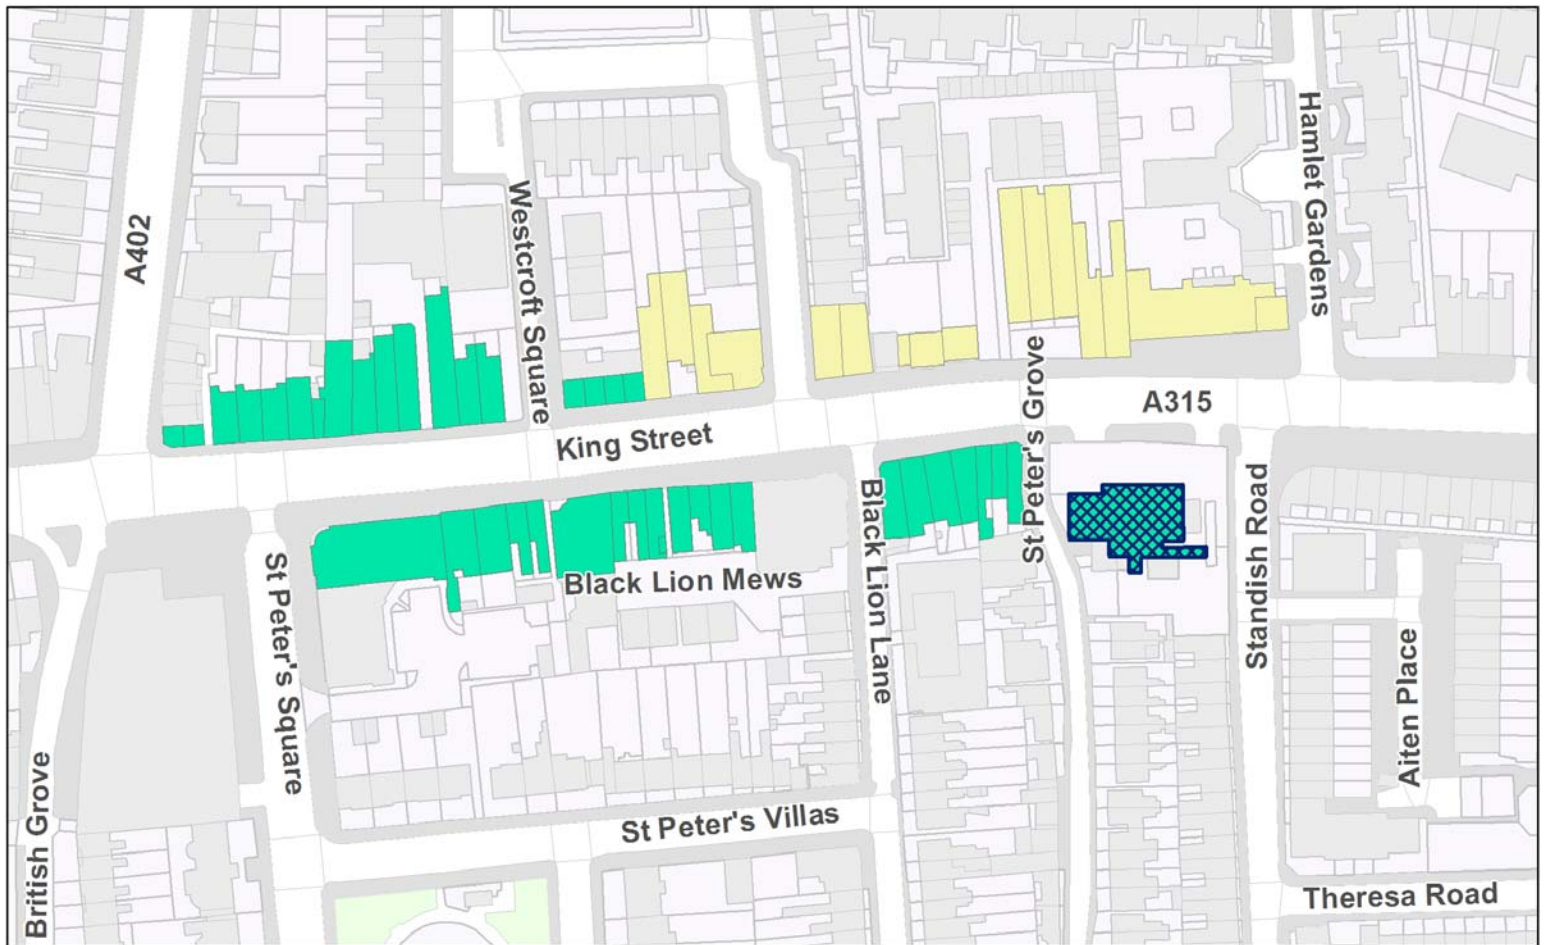 Hamlet Gardens
A402
Westcroft Square
St Peter's Grove
A315
King Street
Black Lion Lane
Standish Road
St Peter's Square
Black Lion Mews
Aiten Place
British Grove
St Peter's Villas
Theresa Road